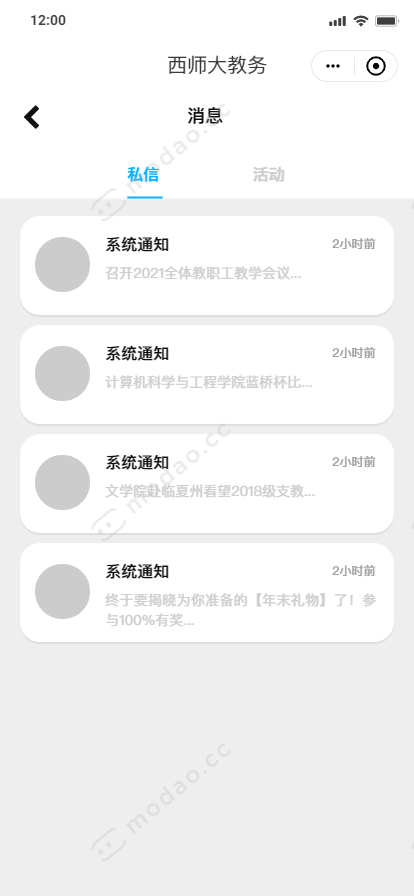 12:00
西师大教务
消息
私信 活动
系统通知 2小时前
召开2021全体教职工教学会议...
系统通知 2小时前
计算机科学与工程学院蓝桥杯比...
系统通知 2小时前
文学院赴临夏州看望2018级支教...
系统通知 2小时前
终于要揭晓为你准备的【年末礼物】了！参
与100%有奖...
modao.cc
modao.cc
modao.cc